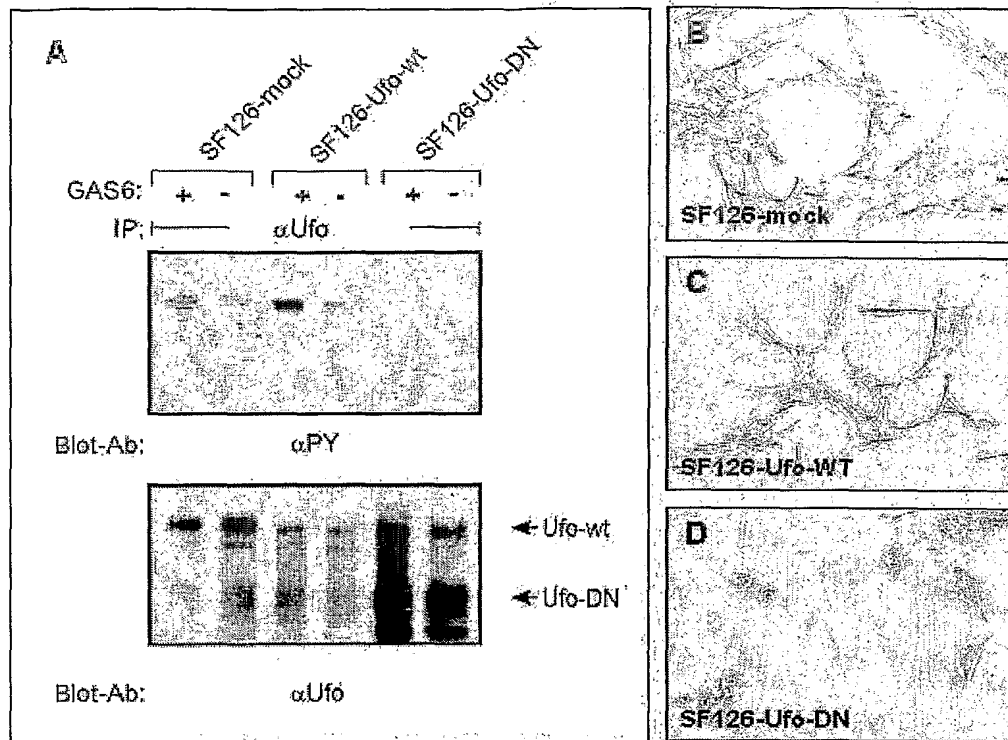 A
SF126-mock
SF126-Ufo-wt
SF126-Ufo-DN
GAS6: + - + - + -
IP: αUfo
Blot-Ab: αPY
Ufo-wt
Ufo-DN
Blot-Ab: αUfo
B
SF126-mock
C
SF126-Ufo-WT
D
SF126-Ufo-DN